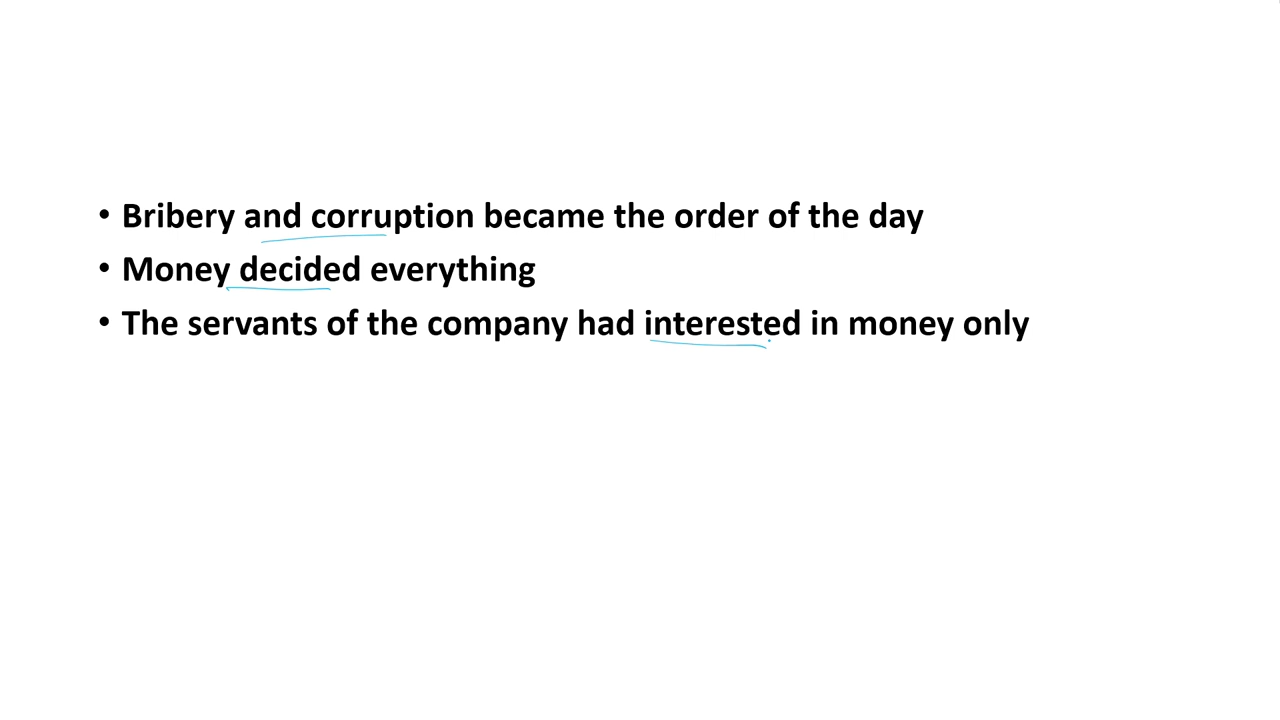 • Bribery and corruption became the order of the day
• Money decided everything
• The servants of the company had interested in money only